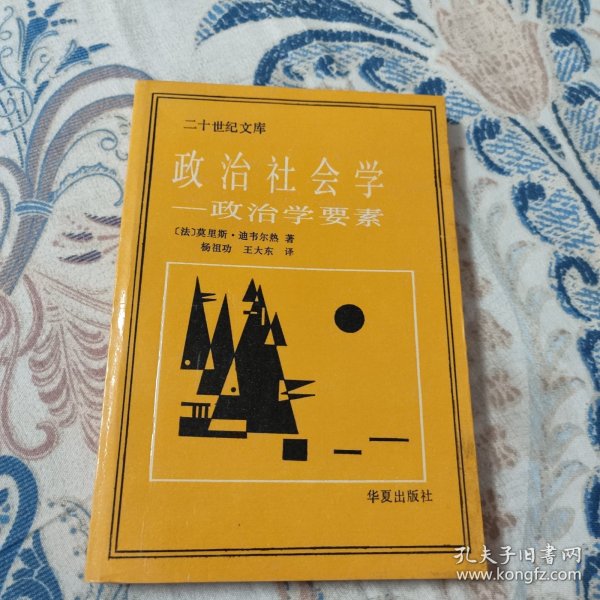 二十世纪文库
政治社会学
—政治学要素
〔法〕莫里斯·迪韦尔热 著
杨祖功 王大东 译
华夏出版社
孔夫子旧书网
www.kongfz.com